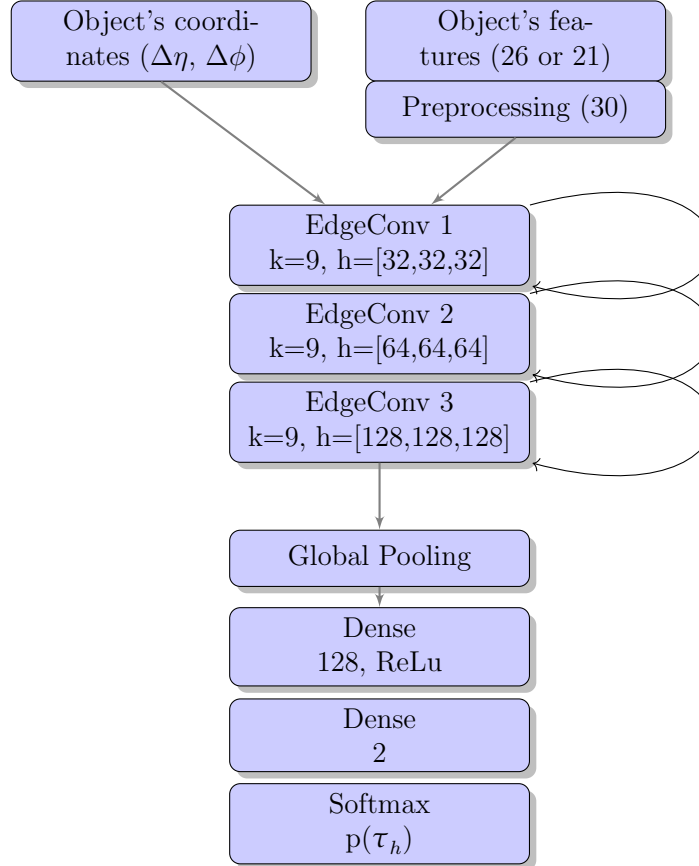 Object's coordi-
nates (Δη, Δϕ)
Object's fea-
tures (26 or 21)
Preprocessing (30)
EdgeConv 1
k=9, h=[32,32,32]
EdgeConv 2
k=9, h=[64,64,64]
EdgeConv 3
k=9, h=[128,128,128]
Global Pooling
Dense
128, ReLu
Dense
2
Softmax
p(τₕ)